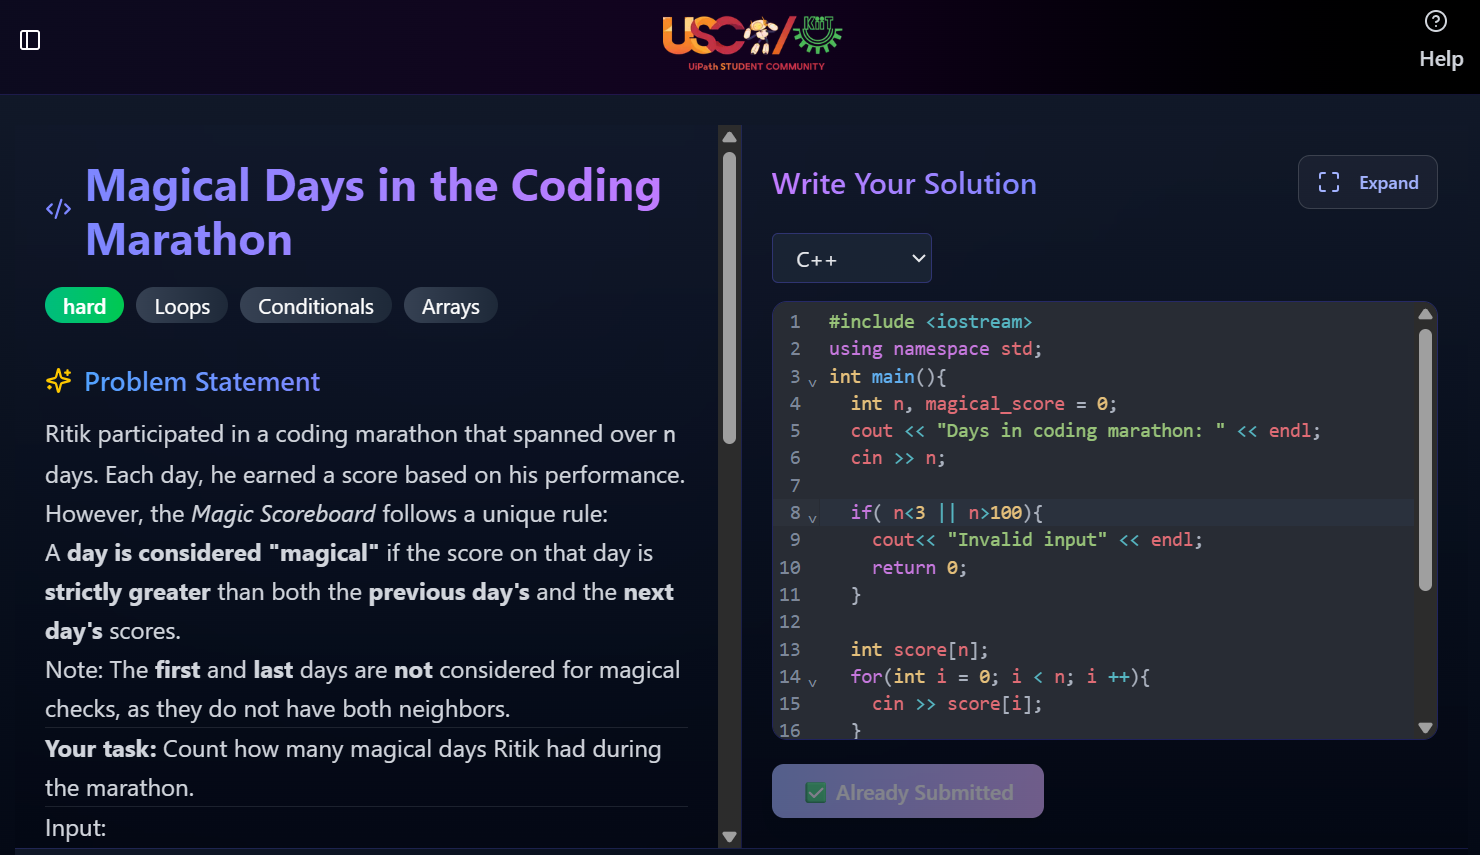 USC/
KIIT
UiPath STUDENT COMMUNITY
Help
</> Magical Days in the Coding
Marathon
hard Loops Conditionals Arrays
Problem Statement
Ritik participated in a coding marathon that spanned over n
days. Each day, he earned a score based on his performance.
However, the Magic Scoreboard follows a unique rule:
A day is considered "magical" if the score on that day is
strictly greater than both the previous day's and the next
day's scores.
Note: The first and last days are not considered for magical
checks, as they do not have both neighbors.
Your task: Count how many magical days Ritik had during
the marathon.
Input:
Write Your Solution
Expand
C++
1 #include <iostream>
2 using namespace std;
3 int main(){
4 int n, magical_score = 0;
5 cout << "Days in coding marathon: " << endl;
6 cin >> n;
7
8 if( n<3 || n>100){
9 cout<< "Invalid input" << endl;
10 return 0;
11 }
12
13 int score[n];
14 for(int i = 0; i < n; i ++){
15 cin >> score[i];
16 }
Already Submitted